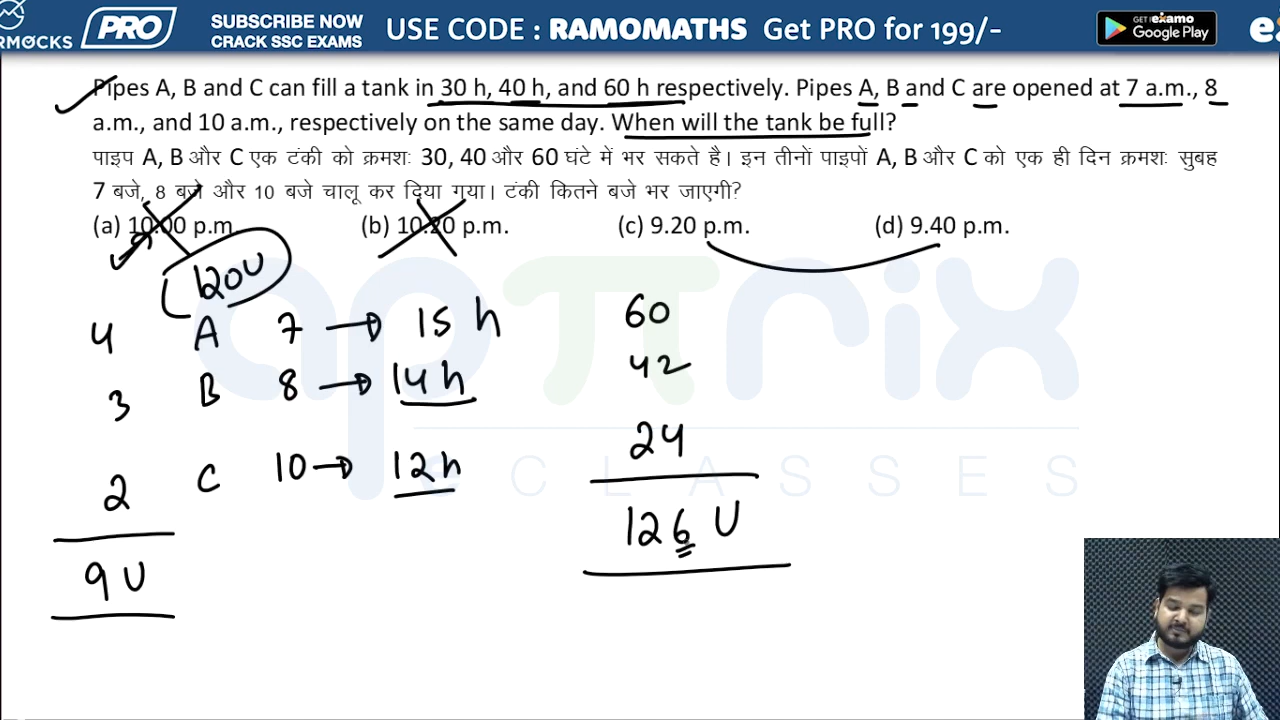 RMOCKS PRO SUBSCRIBE NOW CRACK SSC EXAMS USE CODE : RAMOMATHS Get PRO for 199/- GET IT ON examo Google Play e
Pipes A, B and C can fill a tank in 30 h, 40 h, and 60 h respectively. Pipes A, B and C are opened at 7 a.m., 8
a.m., and 10 a.m., respectively on the same day. When will the tank be full?
पाइप A, B और C एक टंकी को क्रमशः 30, 40 और 60 घंटे में भर सकते है। इन तीनों पाइपों A, B और C को एक ही दिन क्रमशः सुबह
7 बजे, 8 बजे और 10 बजे चालू कर दिया गया। टंकी कितने बजे भर जाएगी?
(a) 10.00 p.m. (b) 10.20 p.m. (c) 9.20 p.m. (d) 9.40 p.m.
9
120U
4 A 7 → 15 h 60
3 B 8 → 14 h 42
2 C 10 → 12h 24
9 U 126 U
apπrix
ECLASSES